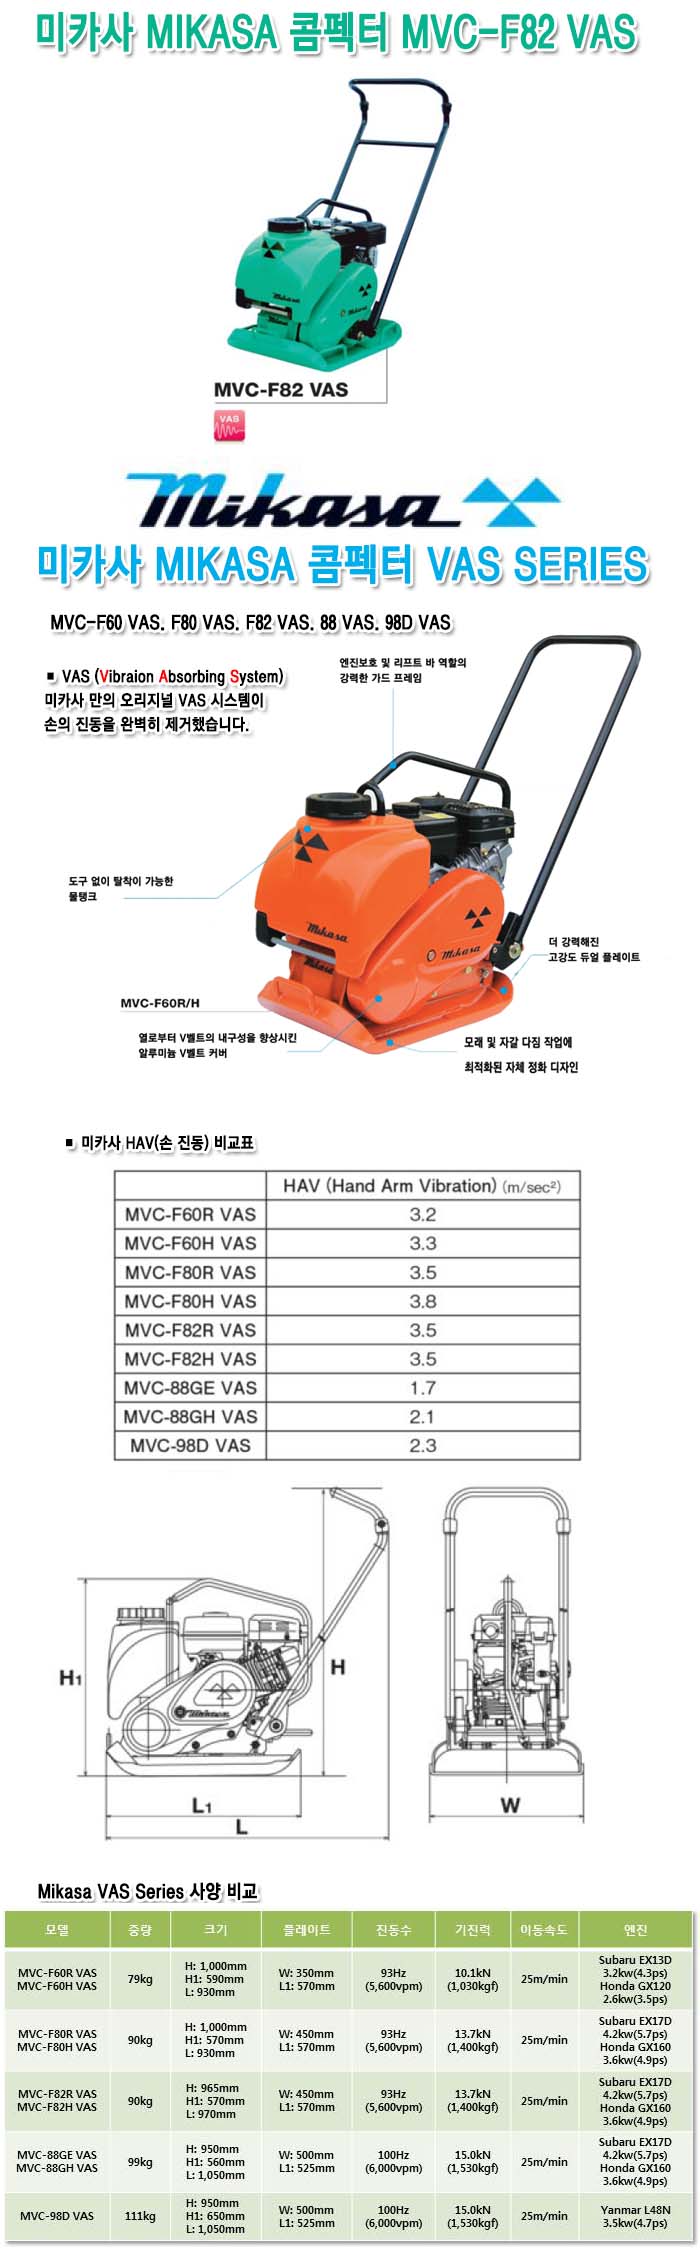 미카사 MIKASA 콤펙터 MVC-F82 VAS
mikasa
Mikasa
MVC-F82 VAS
VAS
mikasa
미카사 MIKASA 콤펙터 VAS SERIES
MVC-F60 VAS. F80 VAS. F82 VAS. 88 VAS. 98D VAS
■ VAS (Vibraion Absorbing System)
미카사 만의 오리지널 VAS 시스템이
손의 진동을 완벽히 제거했습니다.
엔진보호 및 리프트 바 역할의
강력한 가드 프레임
도구 없이 탈착이 가능한
물탱크
mikasa
mikasa
mikasa
더 강력해진
고강도 듀얼 플레이트
MVC-F60R/H
열로부터 V벨트의 내구성을 향상시킨
알루미늄 V벨트 커버
모래 및 자갈 다짐 작업에
최적화된 자체 정화 디자인
■ 미카사 HAV(손 진동) 비교표
HAV (Hand Arm Vibration) (m/sec²)
MVC-F60R VAS 3.2
MVC-F60H VAS 3.3
MVC-F80R VAS 3.5
MVC-F80H VAS 3.8
MVC-F82R VAS 3.5
MVC-F82H VAS 3.5
MVC-88GE VAS 1.7
MVC-88GH VAS 2.1
MVC-98D VAS 2.3
H1
H
mikasa
L1
L
W
Mikasa VAS Series 사양 비교
모델 중량 크기 플레이트 진동수 기진력 이동속도 엔진
MVC-F60R VAS
MVC-F60H VAS
79kg
H: 1,000mm
H1: 590mm
L: 930mm
W: 350mm
L1: 570mm
93Hz
(5,600vpm)
10.1kN
(1,030kgf)
25m/min
Subaru EX13D
3.2kw(4.3ps)
Honda GX120
2.6kw(3.5ps)
MVC-F80R VAS
MVC-F80H VAS
90kg
H: 1,000mm
H1: 570mm
L: 930mm
W: 450mm
L1: 570mm
93Hz
(5,600vpm)
13.7kN
(1,400kgf)
25m/min
Subaru EX17D
4.2kw(5.7ps)
Honda GX160
3.6kw(4.9ps)
MVC-F82R VAS
MVC-F82H VAS
90kg
H: 965mm
H1: 570mm
L: 970mm
W: 450mm
L1: 570mm
93Hz
(5,600vpm)
13.7kN
(1,400kgf)
25m/min
Subaru EX17D
4.2kw(5.7ps)
Honda GX160
3.6kw(4.9ps)
MVC-88GE VAS
MVC-88GH VAS
99kg
H: 950mm
H1: 560mm
L: 1,050mm
W: 500mm
L1: 525mm
100Hz
(6,000vpm)
15.0kN
(1,530kgf)
25m/min
Subaru EX17D
4.2kw(5.7ps)
Honda GX160
3.6kw(4.9ps)
MVC-98D VAS
111kg
H: 950mm
H1: 650mm
L: 1,050mm
W: 500mm
L1: 525mm
100Hz
(6,000vpm)
15.0kN
(1,530kgf)
25m/min
Yanmar L48N
3.5kw(4.7ps)